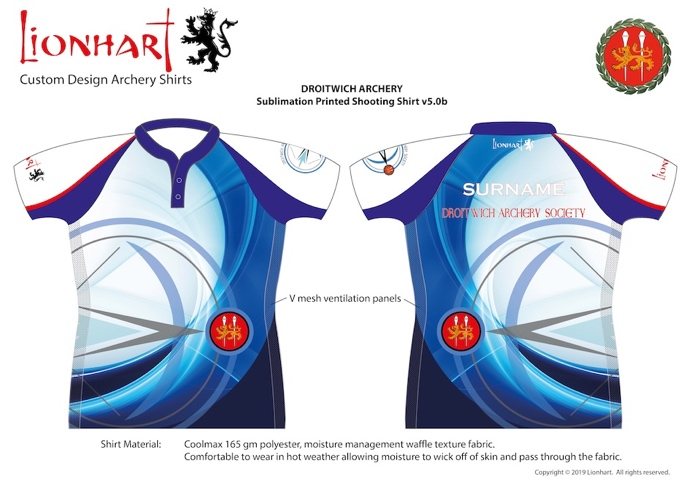 LIONHART
Custom Design Archery Shirts
DROITWICH ARCHERY
Sublimation Printed Shooting Shirt v5.0b
LIONHART
SURNAME
DROITWICH ARCHERY SOCIETY
V mesh ventilation panels
Shirt Material: Coolmax 165 gm polyester, moisture management waffle texture fabric.
Comfortable to wear in hot weather allowing moisture to wick off of skin and pass through the fabric.
Copyright © 2019 Lionhart. All rights reserved.